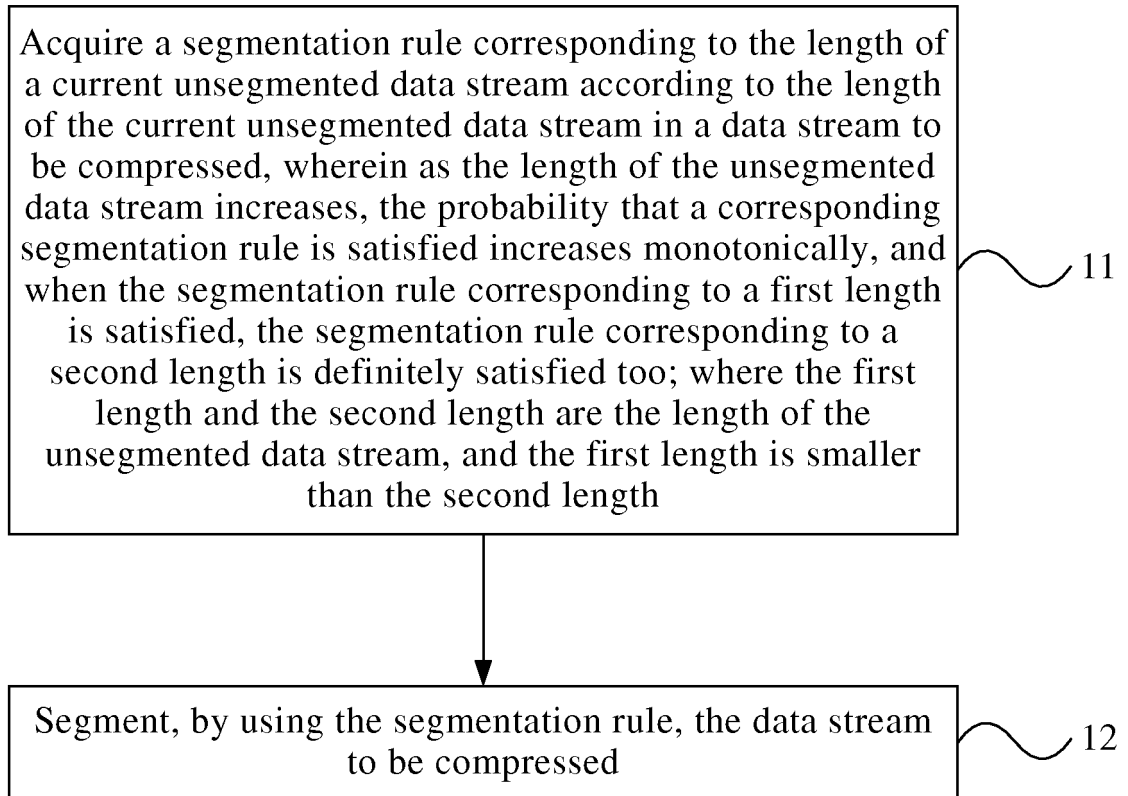 Acquire a segmentation rule corresponding to the length of
a current unsegmented data stream according to the length
of the current unsegmented data stream in a data stream to
be compressed, wherein as the length of the unsegmented
data stream increases, the probability that a corresponding
segmentation rule is satisfied increases monotonically, and
when the segmentation rule corresponding to a first length
is satisfied, the segmentation rule corresponding to a
second length is definitely satisfied too; where the first
length and the second length are the length of the
unsegmented data stream, and the first length is smaller
than the second length
11
Segment, by using the segmentation rule, the data stream
to be compressed
12